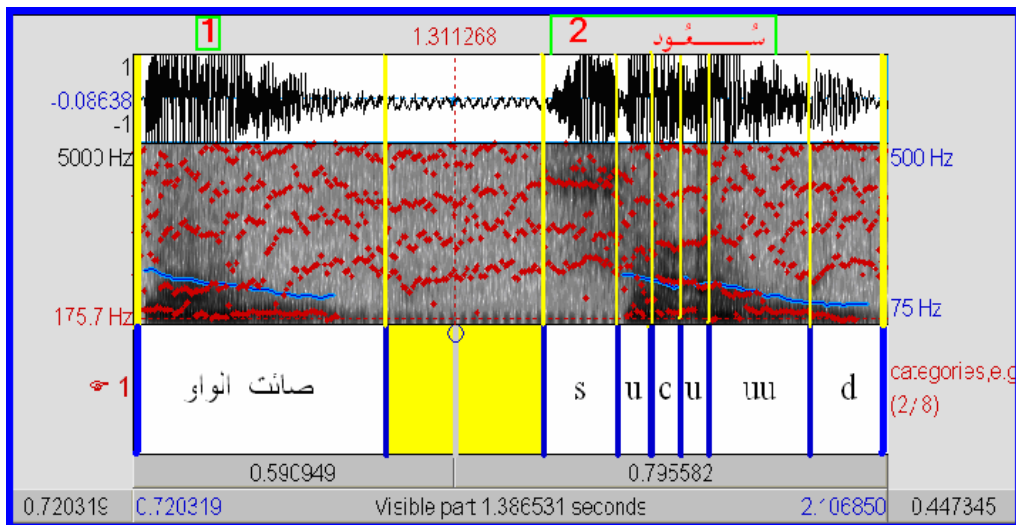 1 1.311268 2 سُـــعُـود
1
-0.08638
-1
5000 Hz 500 Hz
175.7 Hz 75 Hz
☞ 1 صائت الواو s u c u uu d categories,e.g
(2/8)
0.590949 0.795582
0.720319 0.720319 Visible part 1.386531 seconds 2.106850 0.447345